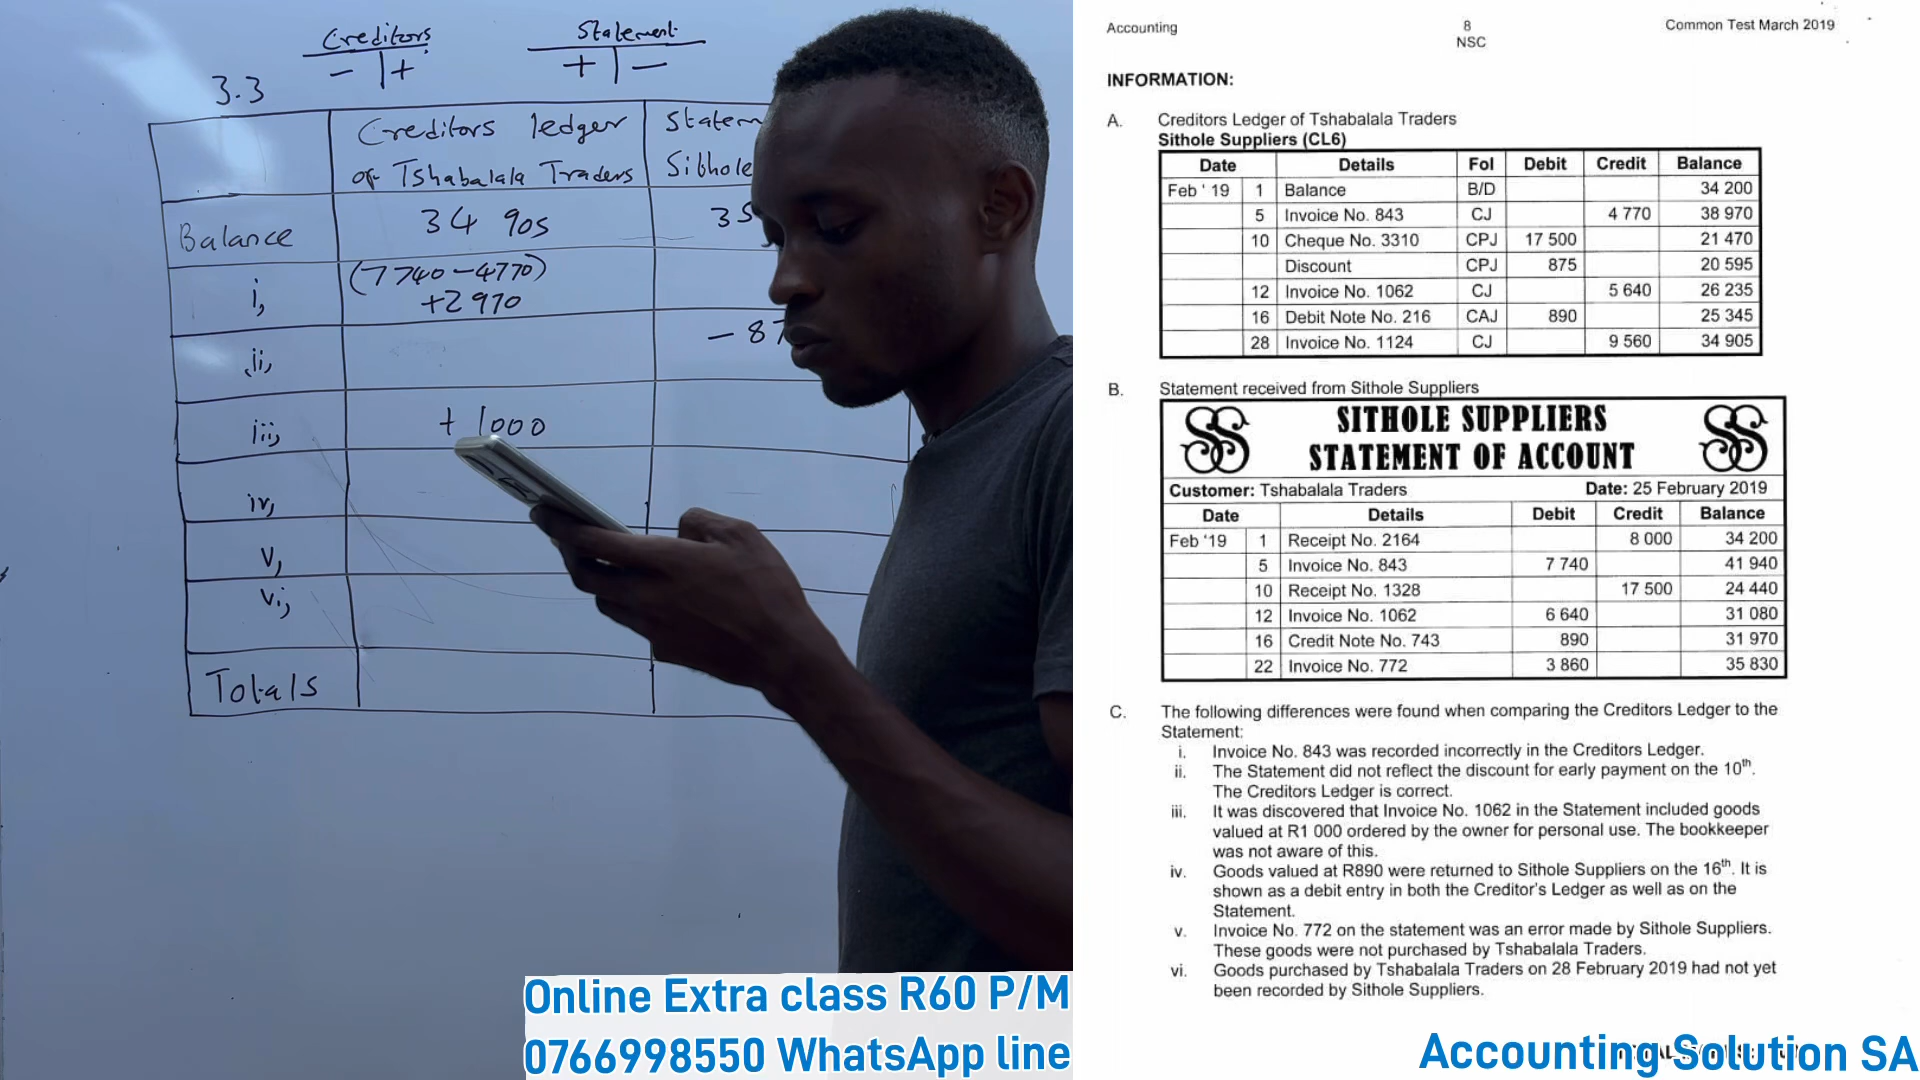 Creditors
Statement
- | +
+ | -
3.3
Creditors ledger
of Tshabalala Traders
Sithole
Balance
34 905
i,
(7740-4770)
+2970
ii,
iii,
+ 1000
iv,
v,
vi,
Totals
Online Extra class R60 P/M
0766998550 WhatsApp line
Accounting 8 Common Test March 2019
NSC
INFORMATION:
A. Creditors Ledger of Tshabalala Traders
Sithole Suppliers (CL6)
Date Details Fol Debit Credit Balance
Feb ' 19 1 Balance B/D 34 200
5 Invoice No. 843 CJ 4 770 38 970
10 Cheque No. 3310 CPJ 17 500 21 470
Discount CPJ 875 20 595
12 Invoice No. 1062 CJ 5 640 26 235
16 Debit Note No. 216 CAJ 890 25 345
28 Invoice No. 1124 CJ 9 560 34 905
B. Statement received from Sithole Suppliers
SS SITHOLE SUPPLIERS SS
STATEMENT OF ACCOUNT
Customer: Tshabalala Traders Date: 25 February 2019
Date Details Debit Credit Balance
Feb '19 1 Receipt No. 2164 8 000 34 200
5 Invoice No. 843 7 740 41 940
10 Receipt No. 1328 17 500 24 440
12 Invoice No. 1062 6 640 31 080
16 Credit Note No. 743 890 31 970
22 Invoice No. 772 3 860 35 830
C. The following differences were found when comparing the Creditors Ledger to the
Statement:
i. Invoice No. 843 was recorded incorrectly in the Creditors Ledger.
ii. The Statement did not reflect the discount for early payment on the 10th.
The Creditors Ledger is correct.
iii. It was discovered that Invoice No. 1062 in the Statement included goods
valued at R1 000 ordered by the owner for personal use. The bookkeeper
was not aware of this.
iv. Goods valued at R890 were returned to Sithole Suppliers on the 16th. It is
shown as a debit entry in both the Creditor's Ledger as well as on the
Statement.
v. Invoice No. 772 on the statement was an error made by Sithole Suppliers.
These goods were not purchased by Tshabalala Traders.
vi. Goods purchased by Tshabalala Traders on 28 February 2019 had not yet
been recorded by Sithole Suppliers.
Accounting Solution SA